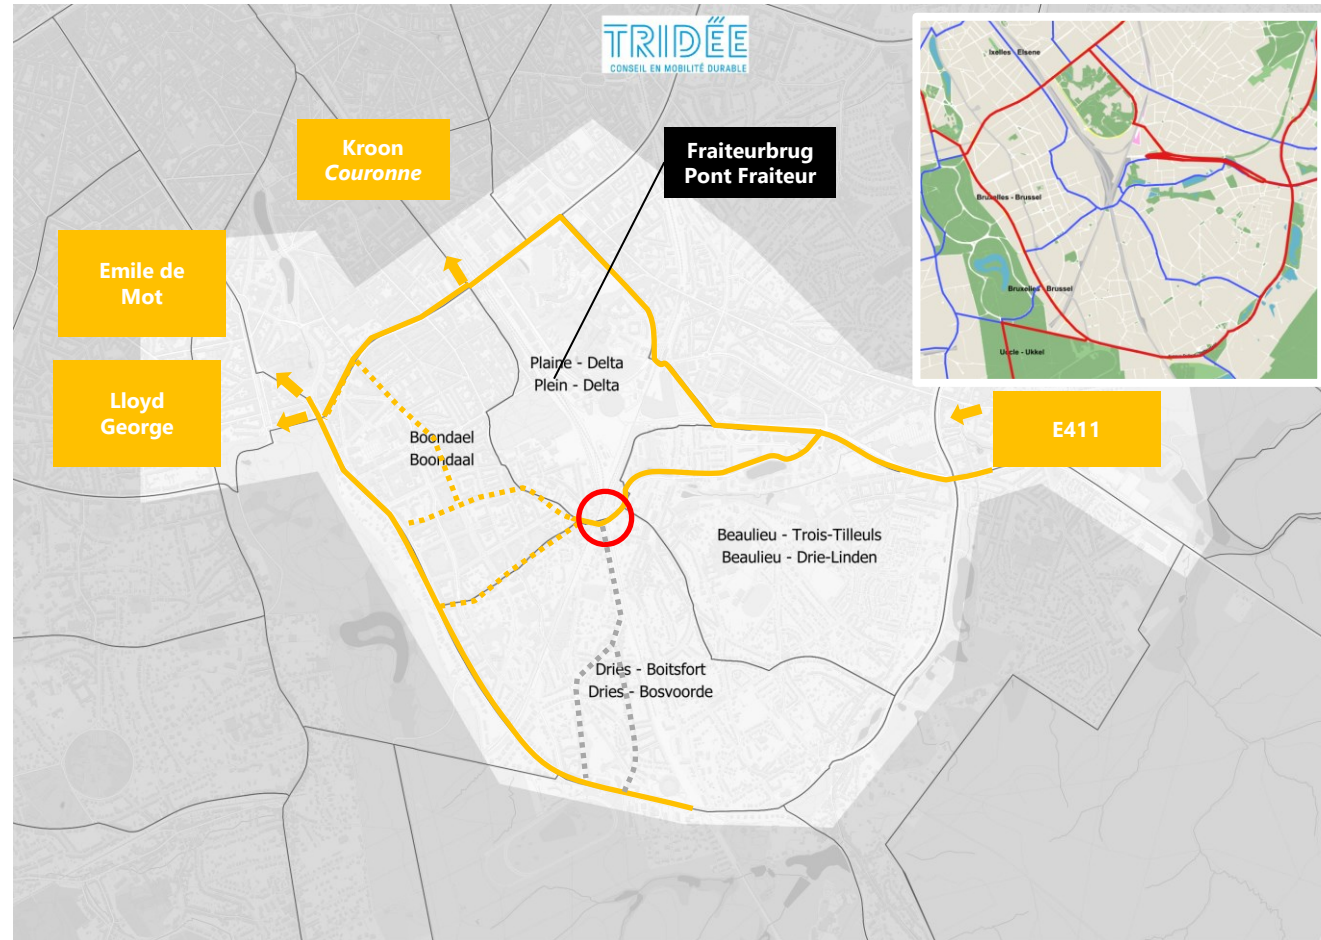 TRIDËE
CONSEIL EN MOBILITÉ DURABLE
Ixelles - Elsene
Bruxelles - Brussel
Bruxelles - Brussel
Uccle - Ukkel
Kroon
Couronne
Fraiteurbrug
Pont Fraiteur
Emile de
Mot
Lloyd
George
E411
Plaine - Delta
Plein - Delta
Boondael
Boondaal
Beaulieu - Trois-Tilleuls
Beaulieu - Drie-Linden
Dries - Boitsfort
Dries - Bosvoorde